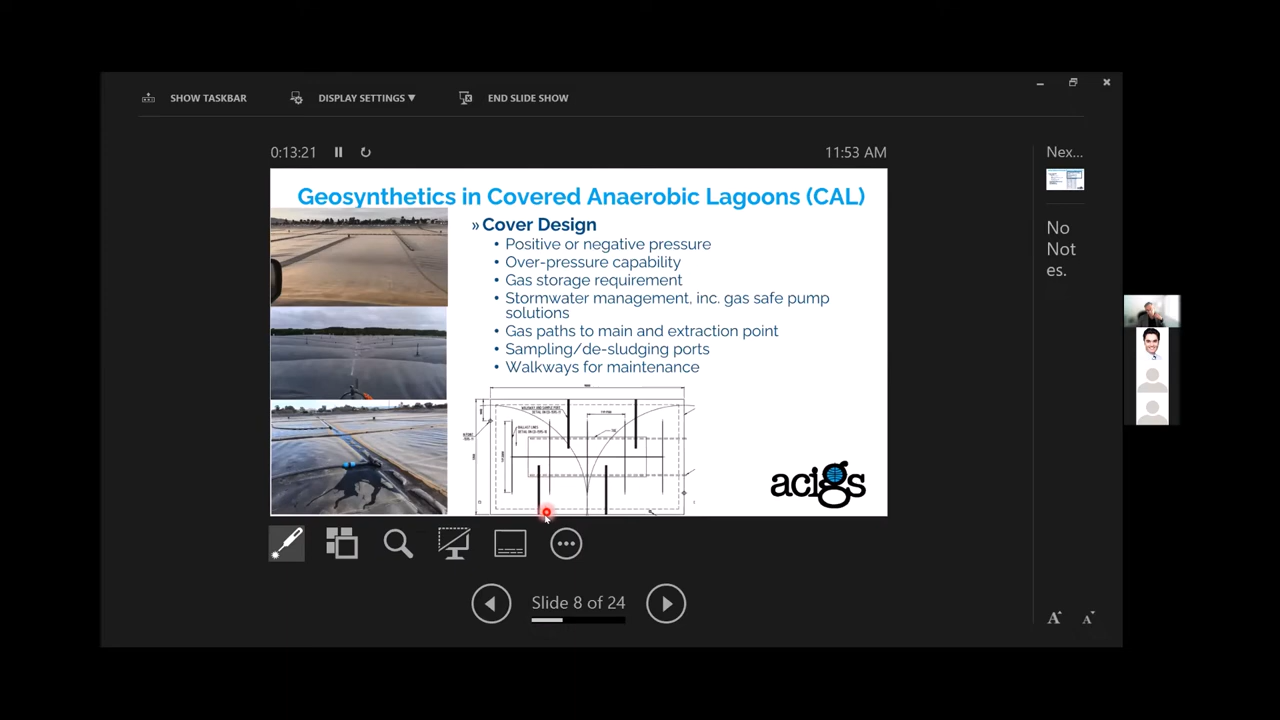 SHOW TASKBAR
DISPLAY SETTINGS ▼
END SLIDE SHOW
0:13:21
11:53 AM
Nex...
Geosynthetics in Covered Anaerobic Lagoons (CAL)
» Cover Design
• Positive or negative pressure
• Over-pressure capability
• Gas storage requirement
• Stormwater management, inc. gas safe pump
solutions
• Gas paths to main and extraction point
• Sampling/de-sludging ports
• Walkways for maintenance
No
Not
es.
acigs
Slide 8 of 24
A
A